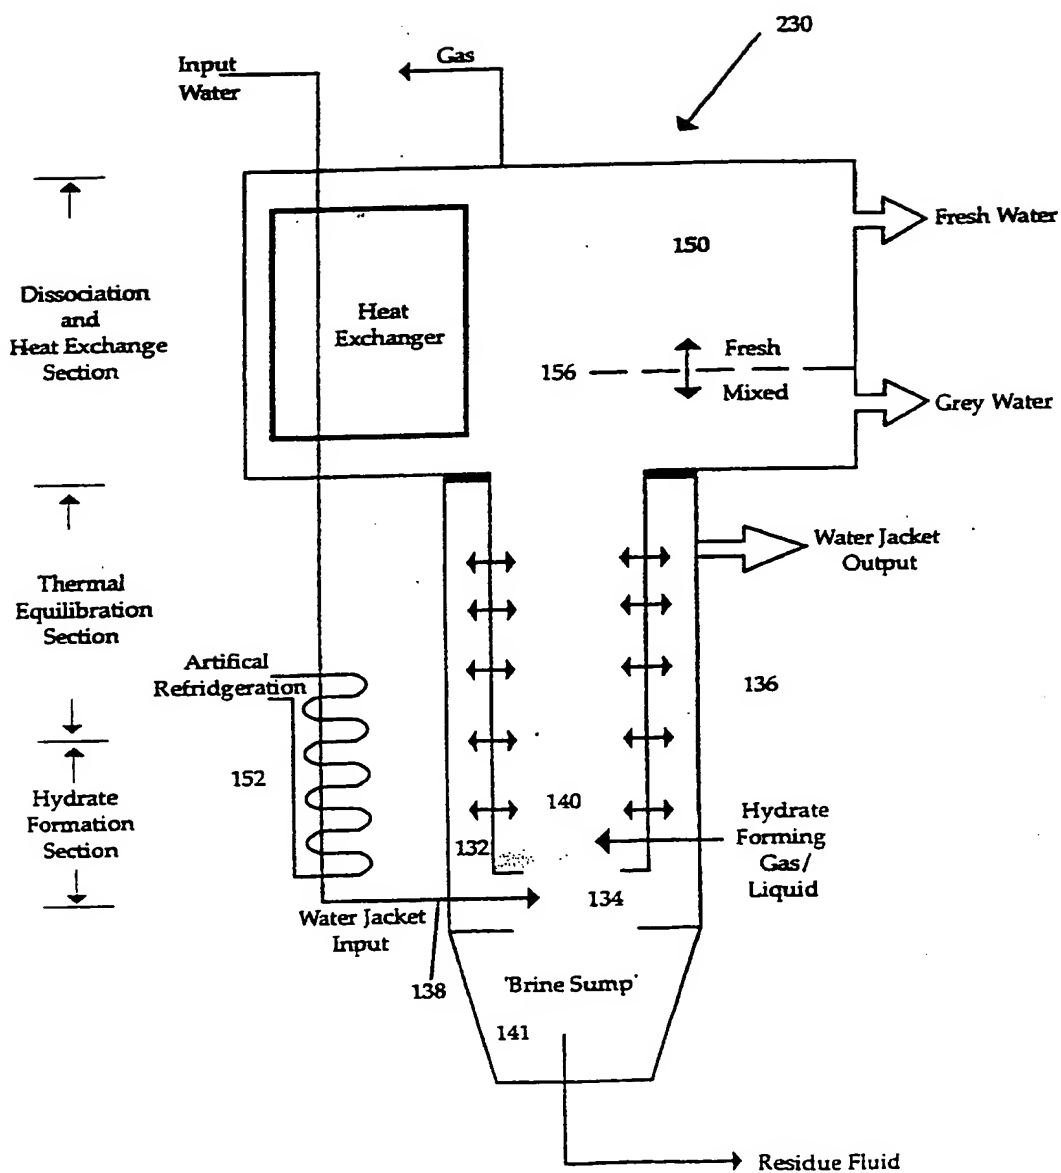 230
Gas
Input
Water
Fresh Water
150
Dissociation
and
Heat Exchange
Section
Heat
Exchanger
156
Fresh
Mixed
Grey Water
Water Jacket
Output
Thermal
Equilibration
Section
Artifical
Refridgeration
136
152
Hydrate
Formation
Section
140
132
Hydrate
Forming
Gas/
Liquid
134
Water Jacket
Input
138
'Brine Sump'
141
Residue Fluid